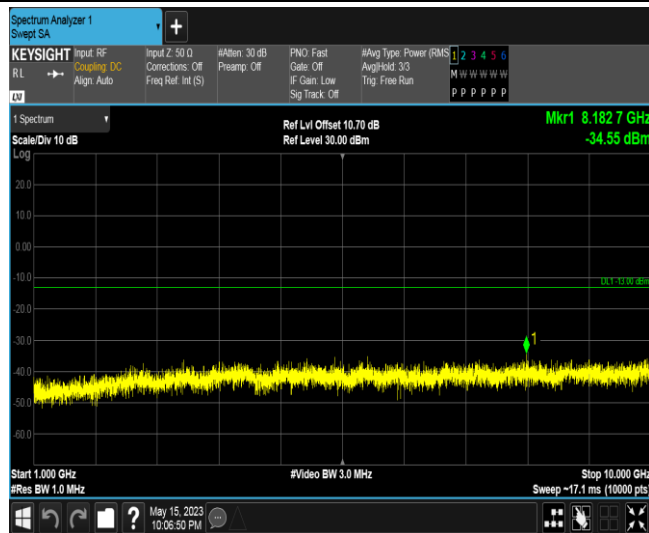 Spectrum Analyzer 1
Swept SA
+
KEYSIGHT
R L
LXI
Input: RF
Coupling: DC
Align: Auto
Input Z: 50 Ω
Corrections: Off
Freq Ref: Int (S)
#Atten: 30 dB
Preamp: Off
PNO: Fast
Gate: Off
IF Gain: Low
Sig Track: Off
#Avg Type: Power (RMS
Avg|Hold: 3/3
Trig: Free Run
1 2 3 4 5 6
M W W W W W
P P P P P P
1 Spectrum
Scale/Div 10 dB
Log
Ref Lvl Offset 10.70 dB
Ref Level 30.00 dBm
Mkr1 8.182 7 GHz
-34.55 dBm
20.0
10.0
0.00
-10.0
DL1 -13.00 dBm
-20.0
-30.0
1
-40.0
-50.0
-60.0
Start 1.000 GHz
#Res BW 1.0 MHz
#Video BW 3.0 MHz
Stop 10.000 GHz
Sweep ~17.1 ms (10000 pts)
?
May 15, 2023
10:06:50 PM